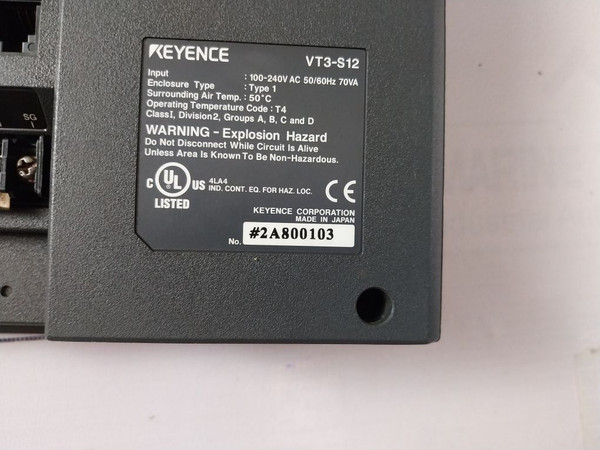 KEYENCE VT3-S12
Input : 100-240V AC 50/60Hz 70VA
Enclosure Type : Type 1
Surrounding Air Temp. : 50°C
Operating Temperature Code : T4
ClassI, Division2, Groups A, B, C and D
WARNING - Explosion Hazard
Do Not Disconnect While Circuit Is Alive
Unless Area Is Known To Be Non-Hazardous.
C UL US 4LA4
IND. CONT. EQ. FOR HAZ. LOC. CE
LISTED
KEYENCE CORPORATION
MADE IN JAPAN
No. #2A800103
SG